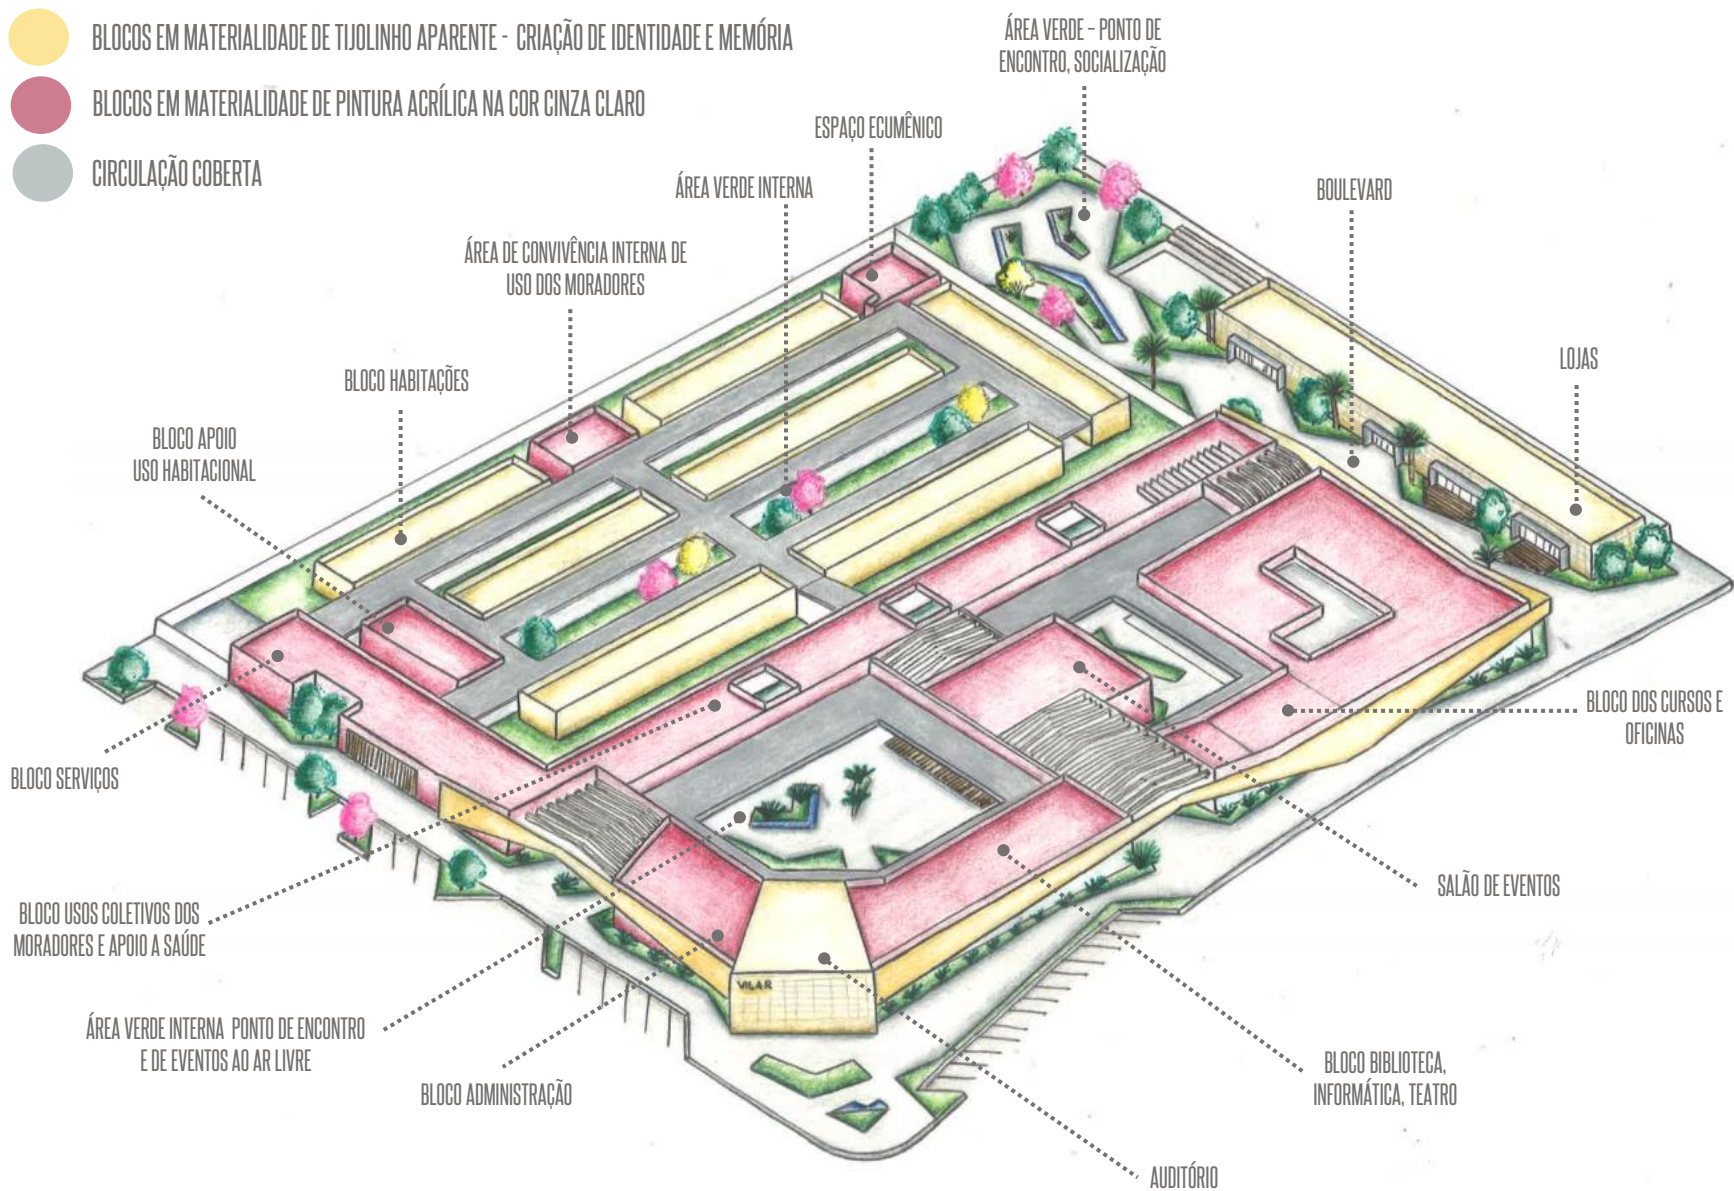 BLOCOS EM MATERIALIDADE DE TIJOLINHO APARENTE - CRIAÇÃO DE IDENTIDADE E MEMÓRIA
BLOCOS EM MATERIALIDADE DE PINTURA ACRÍLICA NA COR CINZA CLARO
CIRCULAÇÃO COBERTA
ÁREA VERDE – PONTO DE
ENCONTRO, SOCIALIZAÇÃO
ESPAÇO ECUMÊNICO
ÁREA VERDE INTERNA
BOULEVARD
ÁREA DE CONVIVÊNCIA INTERNA DE
USO DOS MORADORES
LOJAS
BLOCO HABITAÇÕES
BLOCO APOIO
USO HABITACIONAL
BLOCO DOS CURSOS E
OFICINAS
BLOCO SERVIÇOS
SALÃO DE EVENTOS
BLOCO USOS COLETIVOS DOS
MORADORES E APOIO A SAÚDE
VILAR
ÁREA VERDE INTERNA PONTO DE ENCONTRO
E DE EVENTOS AO AR LIVRE
BLOCO ADMINISTRAÇÃO
BLOCO BIBLIOTECA,
INFORMÁTICA, TEATRO
AUDITÓRIO